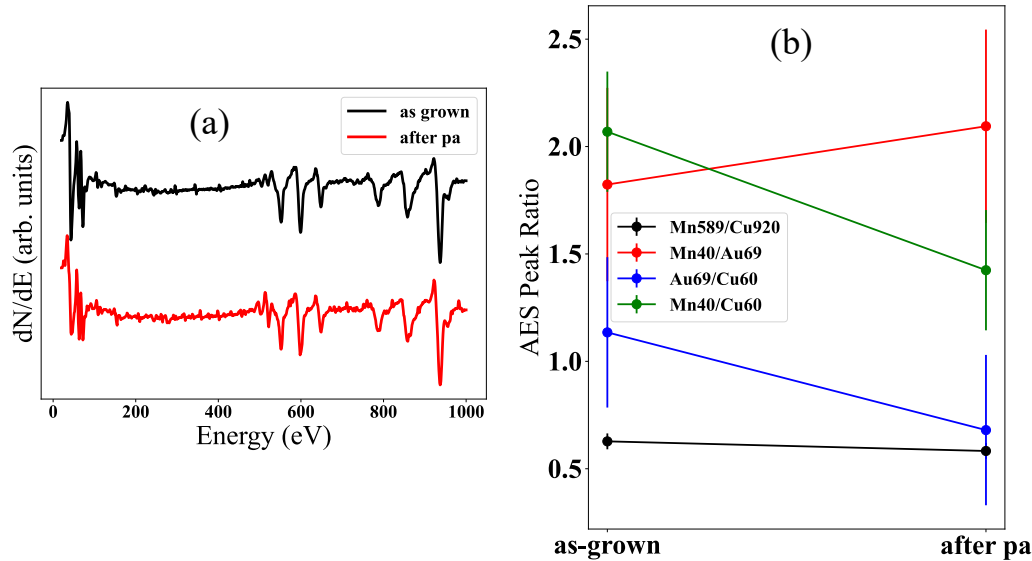 (a)
as grown
after pa
dN/dE (arb. units)
0
200
400
600
800
1000
Energy (eV)
(b)
2.5
2.0
1.5
1.0
0.5
AES Peak Ratio
Mn589/Cu920
Mn40/Au69
Au69/Cu60
Mn40/Cu60
as-grown
after pa